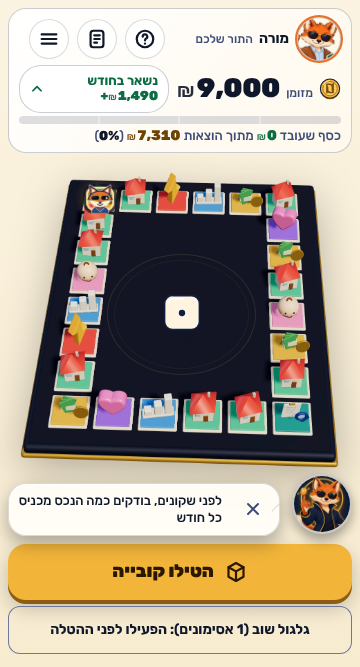 מורה התור שלכם
מזומן 9,000 ₪
נשאר בחודש
+1,490 ₪
כסף שעובד 0 ₪ מתוך הוצאות 7,310 ₪ (0%)
לפני שקונים, בודקים כמה הנכס מכניס
כל חודש
הטילו קובייה
גלגול שוב (1 אסימונים): הפעילו לפני ההטלה